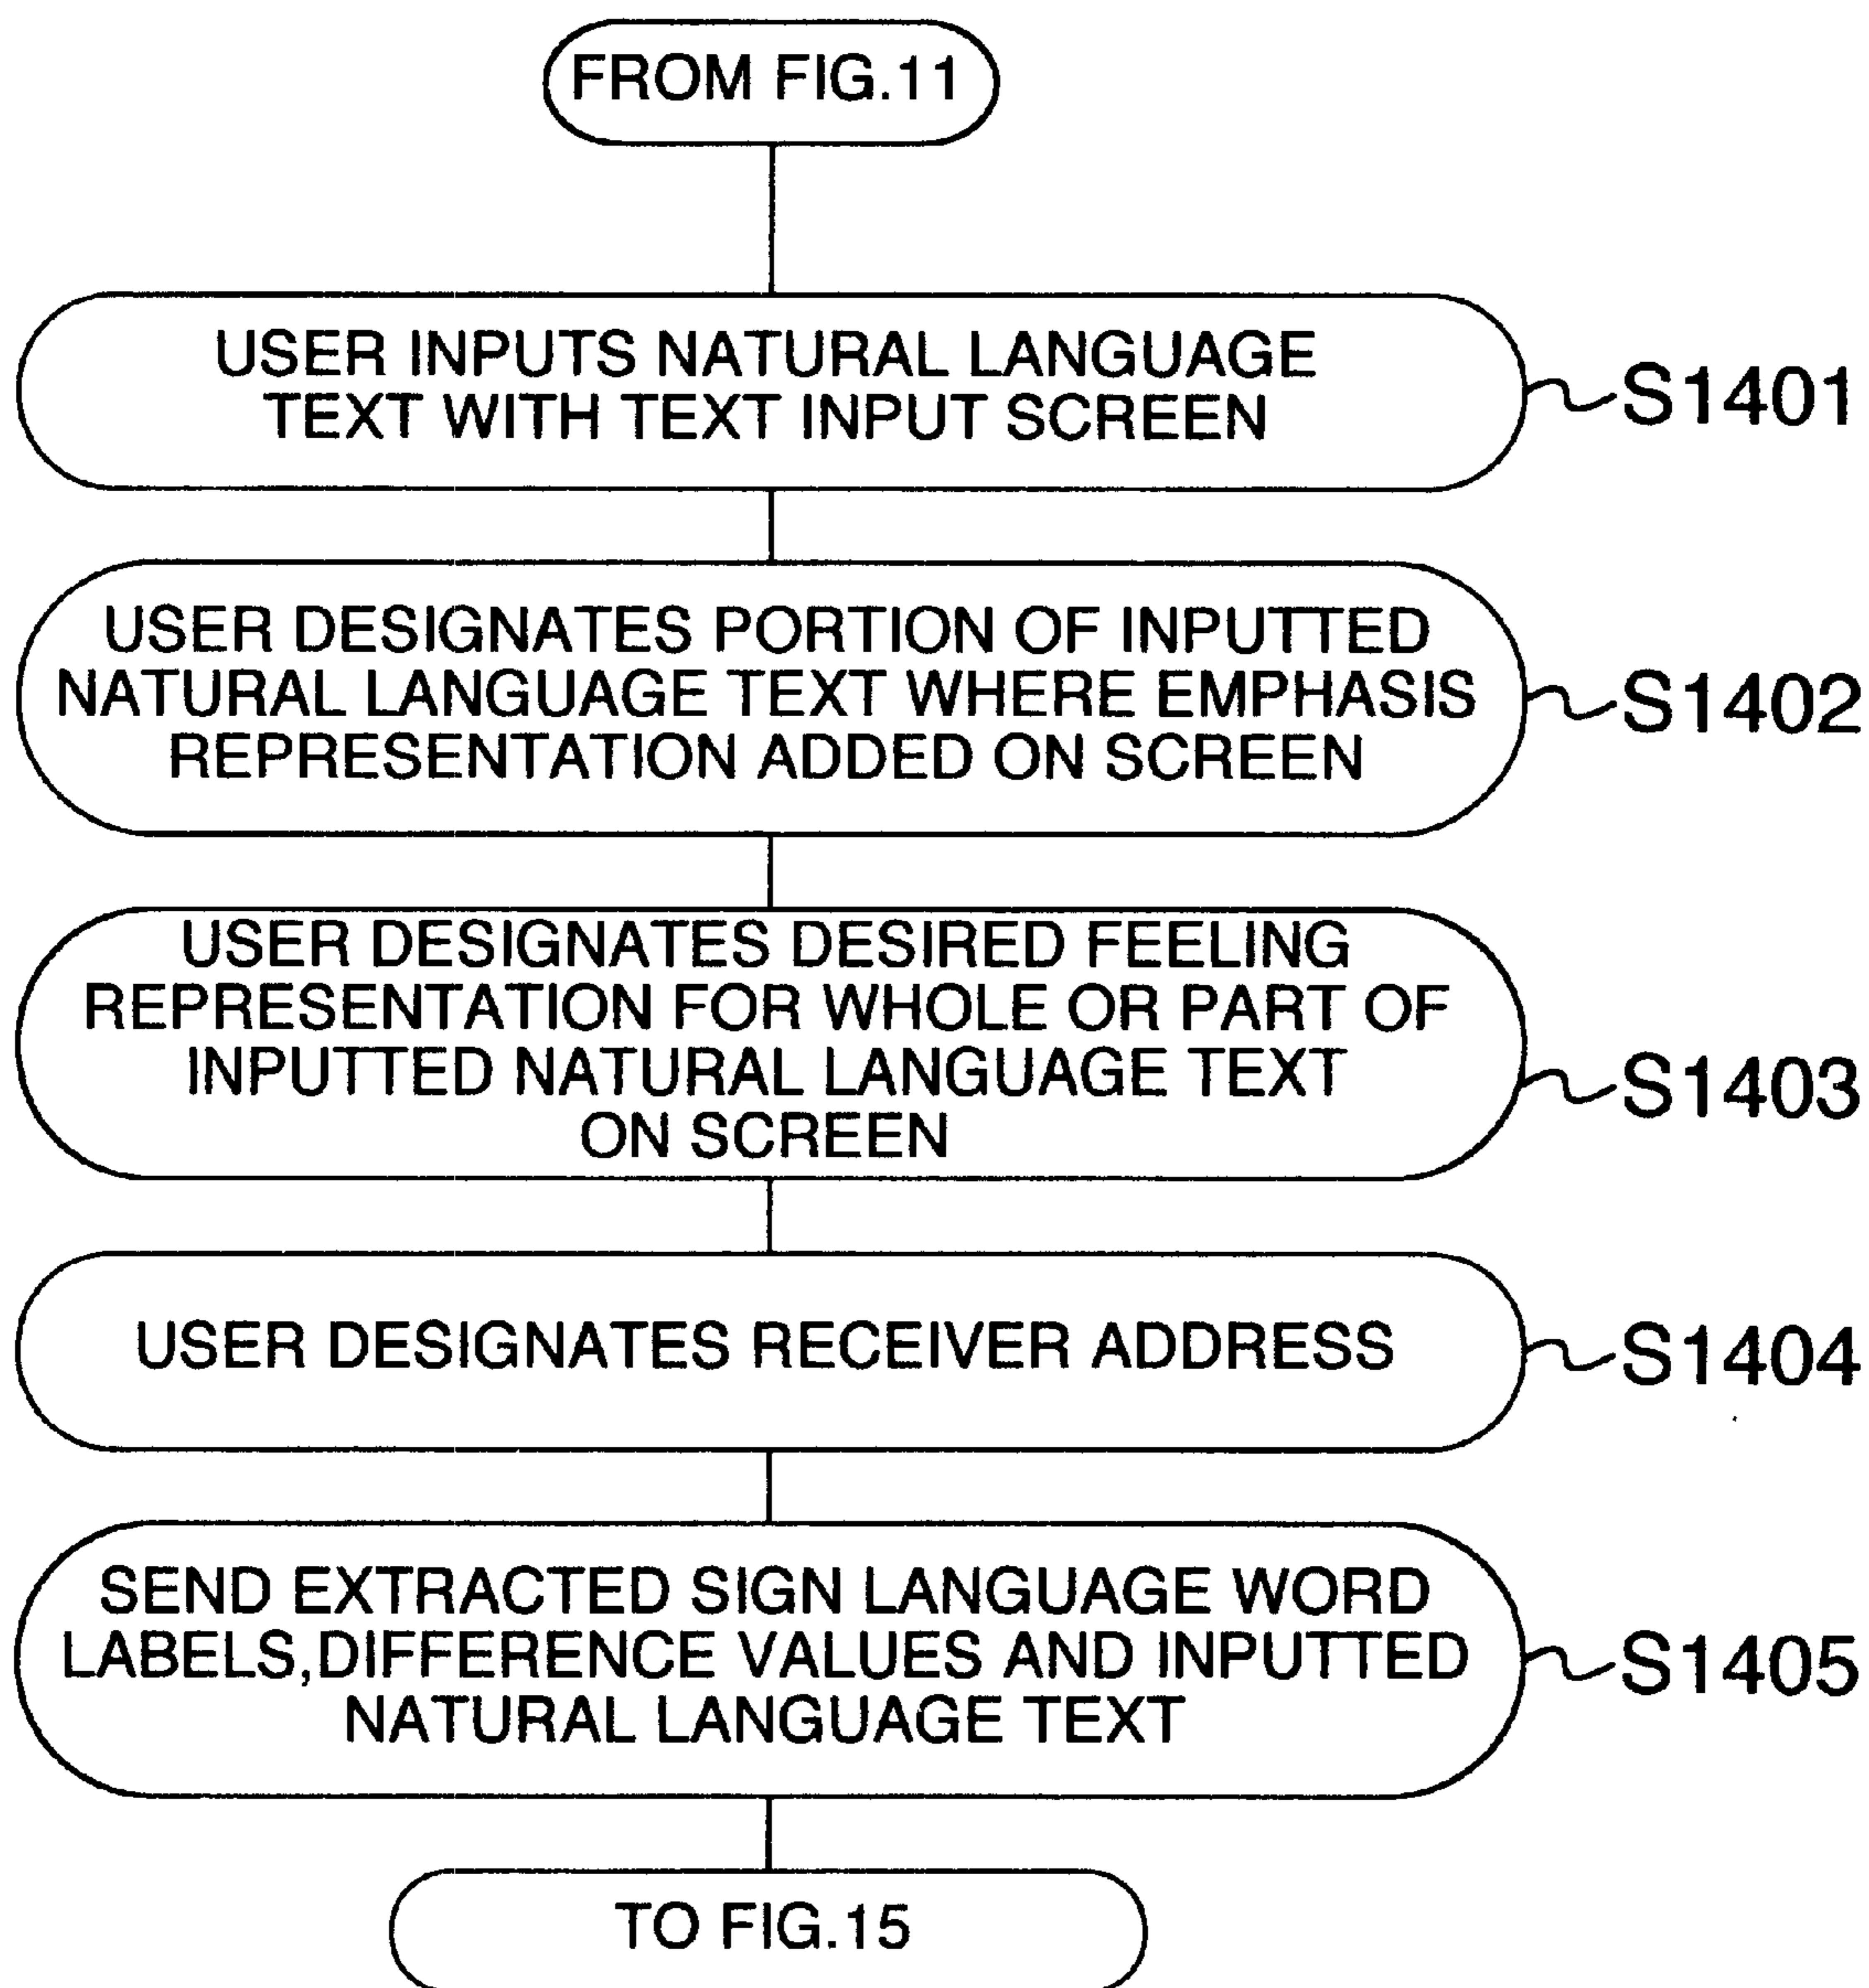 FROM FIG.11
USER INPUTS NATURAL LANGUAGE
TEXT WITH TEXT INPUT SCREEN
S1401
USER DESIGNATES PORTION OF INPUTTED
NATURAL LANGUAGE TEXT WHERE EMPHASIS
REPRESENTATION ADDED ON SCREEN
S1402
USER DESIGNATES DESIRED FEELING
REPRESENTATION FOR WHOLE OR PART OF
INPUTTED NATURAL LANGUAGE TEXT
ON SCREEN
S1403
USER DESIGNATES RECEIVER ADDRESS
S1404
SEND EXTRACTED SIGN LANGUAGE WORD
LABELS,DIFFERENCE VALUES AND INPUTTED
NATURAL LANGUAGE TEXT
S1405
TO FIG.15